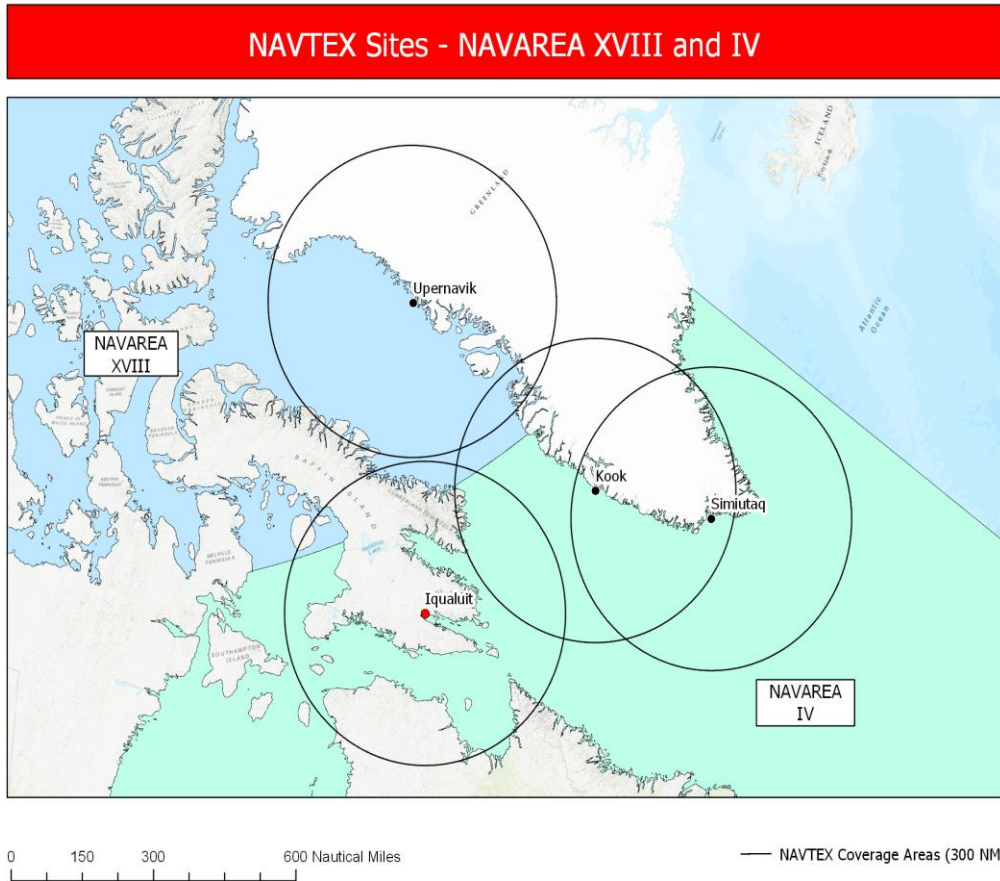 NAVTEX Sites - NAVAREA XVIII and IV
ICELAND
GREENLAND
Upernavik
NAVAREA
XVIII
Atlantic
Ocean
BAFFIN ISLAND
Kook
Simiutaq
MELVILLE
PENINSULA
Iqualuit
SOUTHAMPTON
ISLAND
NAVAREA
IV
0 150 300 600 Nautical Miles
NAVTEX Coverage Areas (300 NM